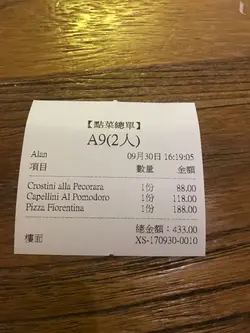 【點菜總單】
A9(2人)
Alan 09月30日 16:19:05
項目 數量 金額
Crostini alla Pecorara 1份 88.00
Capellini Al Pomodoro 1份 118.00
Pizza Fiorentina 1份 188.00
總金額：433.00
樓面 XS-170930-0010